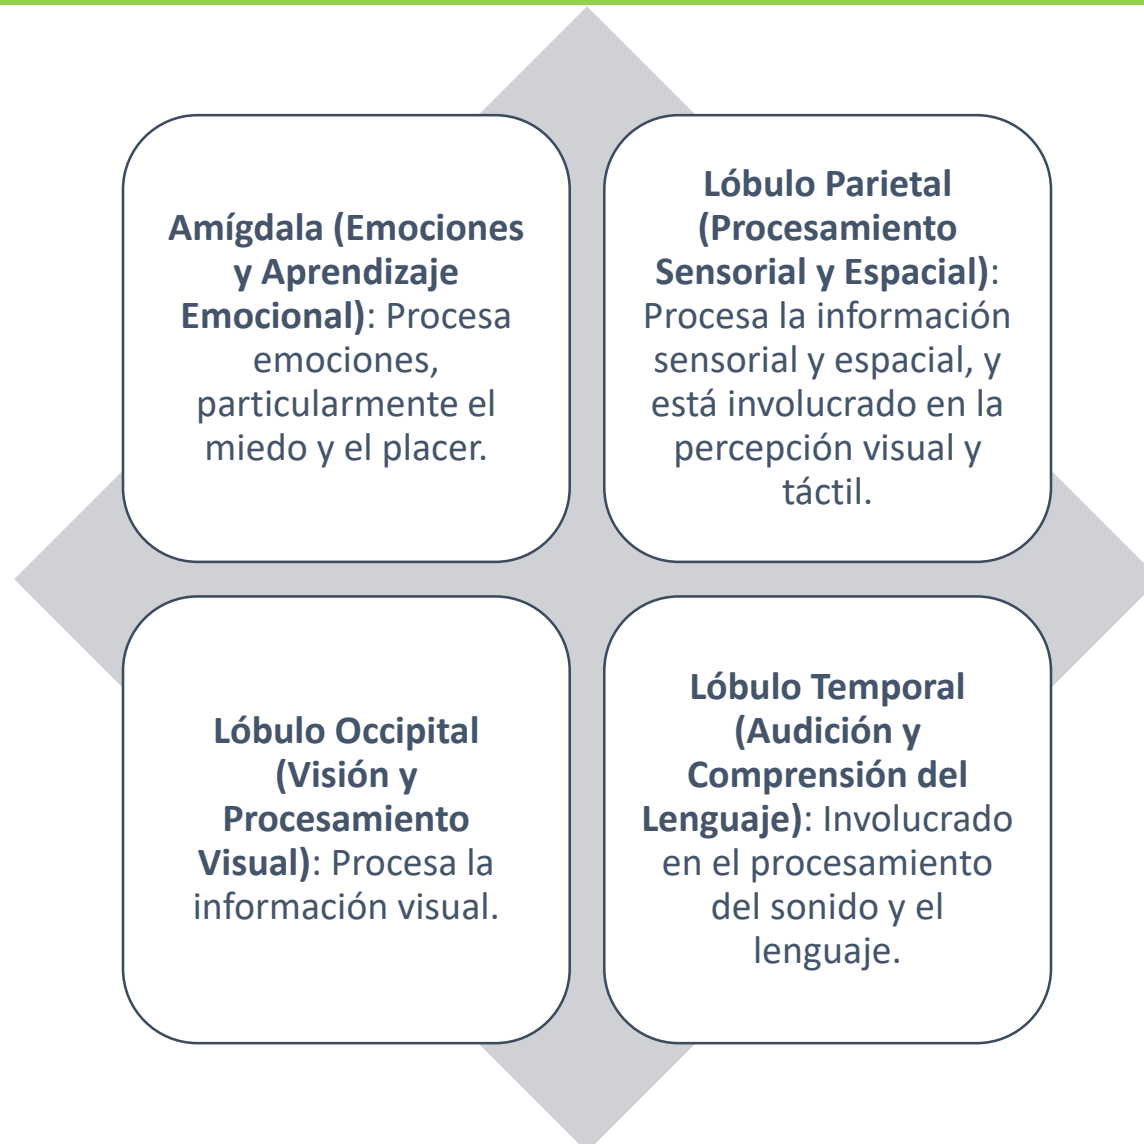 Amígdala (Emociones
y Aprendizaje
Emocional): Procesa
emociones,
particularmente el
miedo y el placer.
Lóbulo Parietal
(Procesamiento
Sensorial y Espacial):
Procesa la información
sensorial y espacial, y
está involucrado en la
percepción visual y
táctil.
Lóbulo Occipital
(Visión y
Procesamiento
Visual): Procesa la
información visual.
Lóbulo Temporal
(Audición y
Comprensión del
Lenguaje): Involucrado
en el procesamiento
del sonido y el
lenguaje.